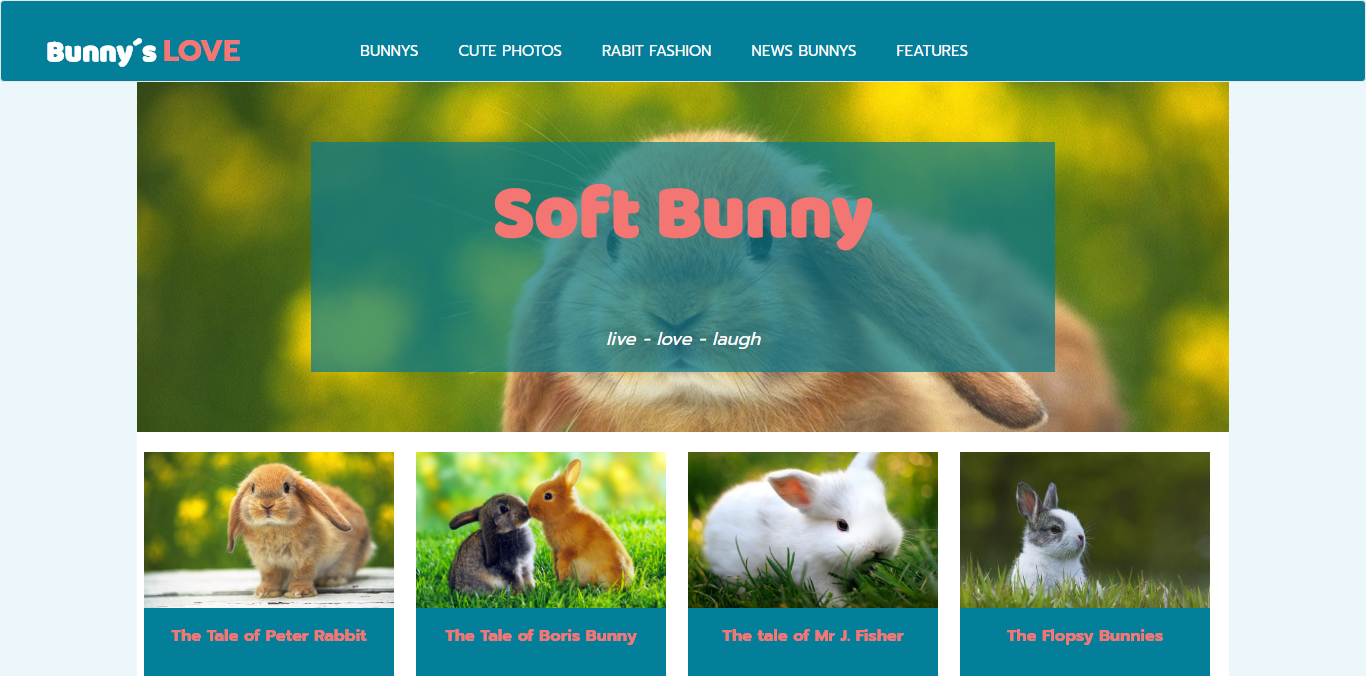 Bunny´s LOVE
BUNNYS CUTE PHOTOS RABIT FASHION NEWS BUNNYS FEATURES
Soft Bunny
live - love - laugh
The Tale of Peter Rabbit
The Tale of Boris Bunny
The tale of Mr J. Fisher
The Flopsy Bunnies